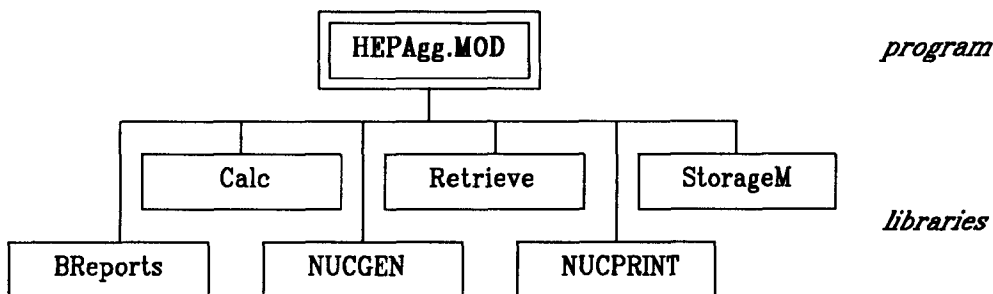 HEPAgg.MOD
program
Calc
Retrieve
StorageM
libraries
BReports
NUCGEN
NUCPRINT